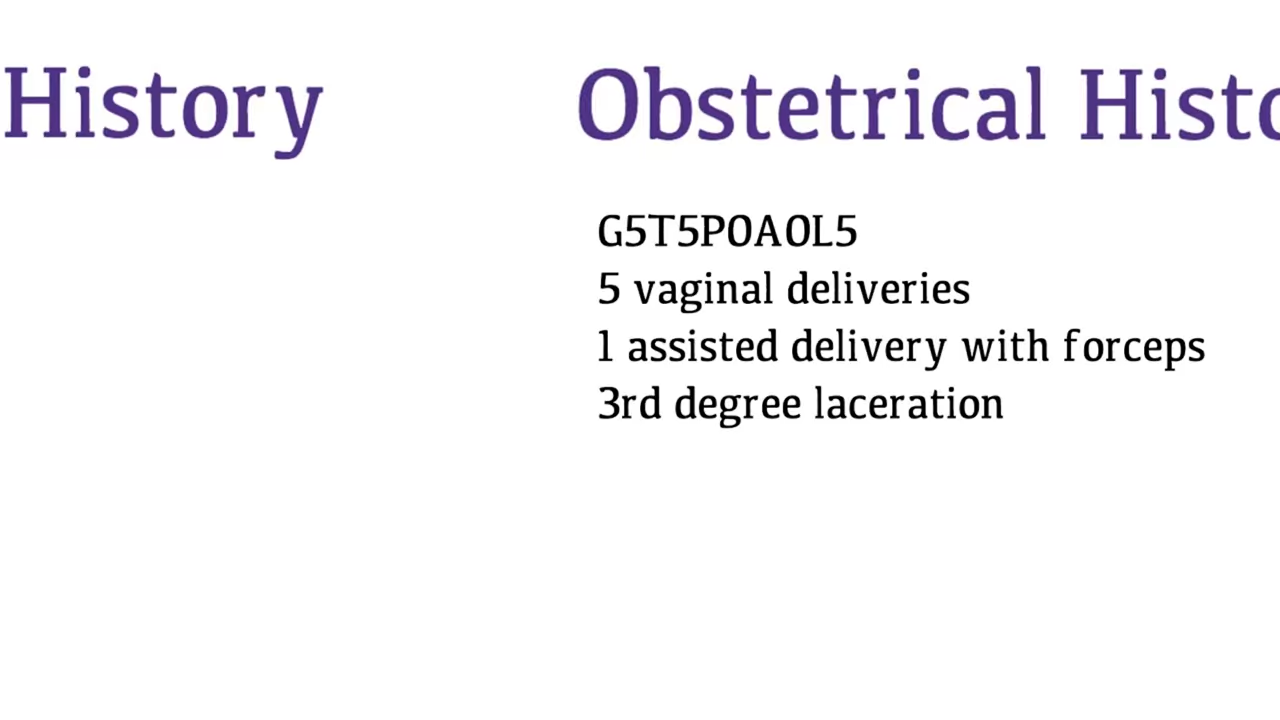 History
Obstetrical Histo
G5T5P0A0L5
5 vaginal deliveries
1 assisted delivery with forceps
3rd degree laceration